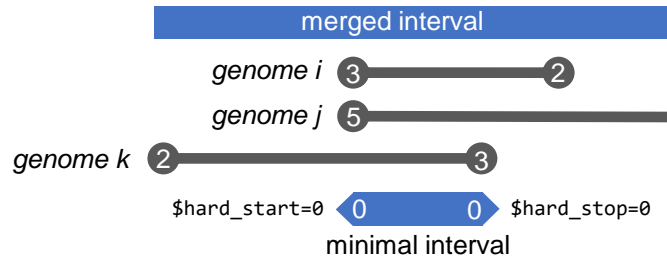 merged interval
genome i 3 2
genome j 5
genome k 2 3
$hard_start=0 0 0 $hard_stop=0
minimal interval